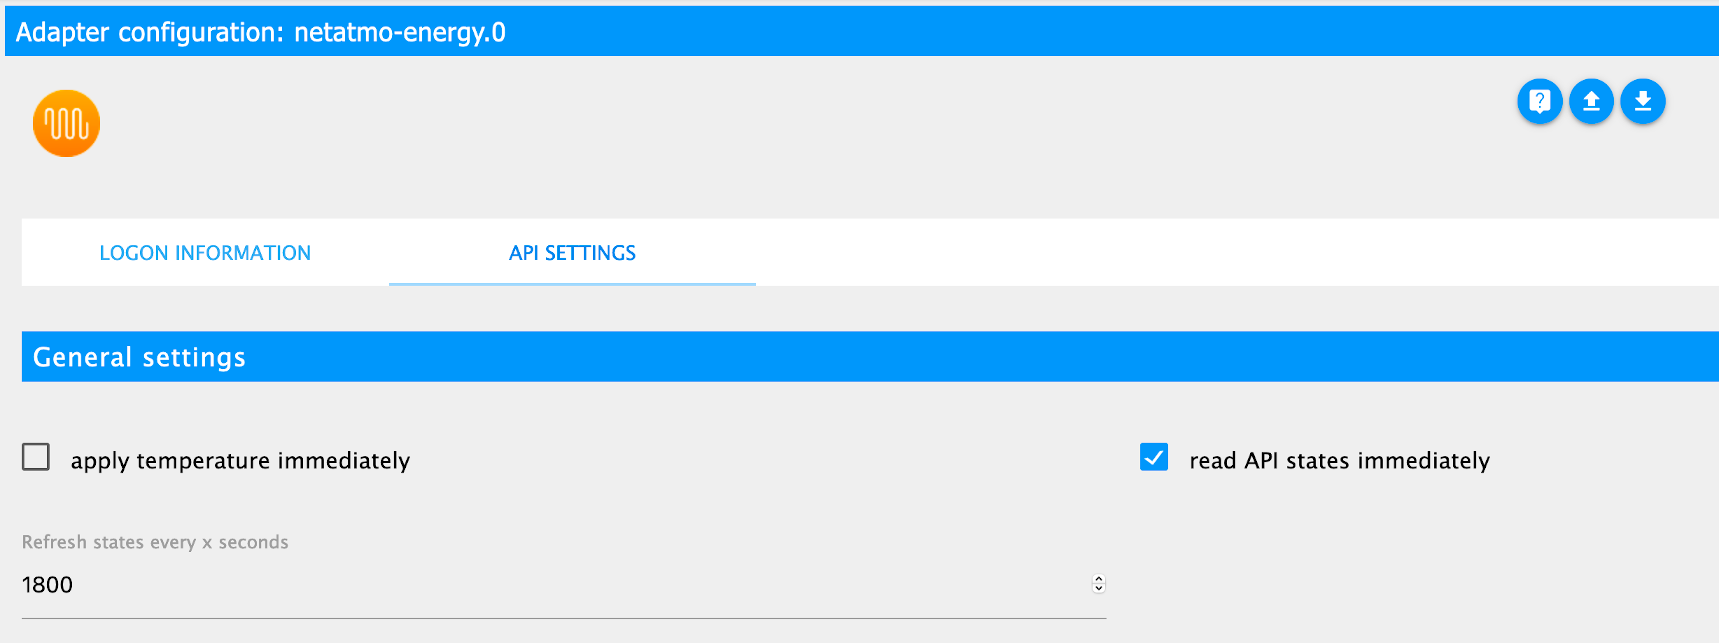 Adapter configuration: netatmo-energy.0
LOGON INFORMATION
API SETTINGS
General settings
apply temperature immediately
read API states immediately
Refresh states every x seconds
1800